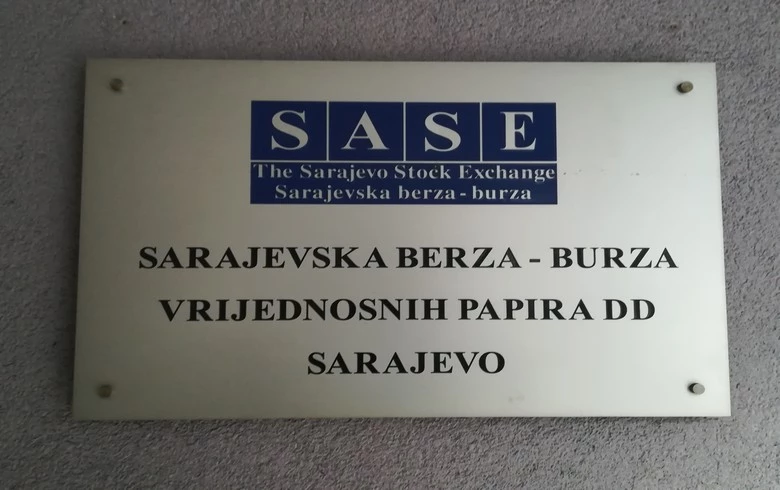 SASE
The Sarajevo Stock Exchange
Sarajevska berza - burza
SARAJEVSKA BERZA - BURZA
VRIJEDNOSNIH PAPIRA DD
SARAJEVO